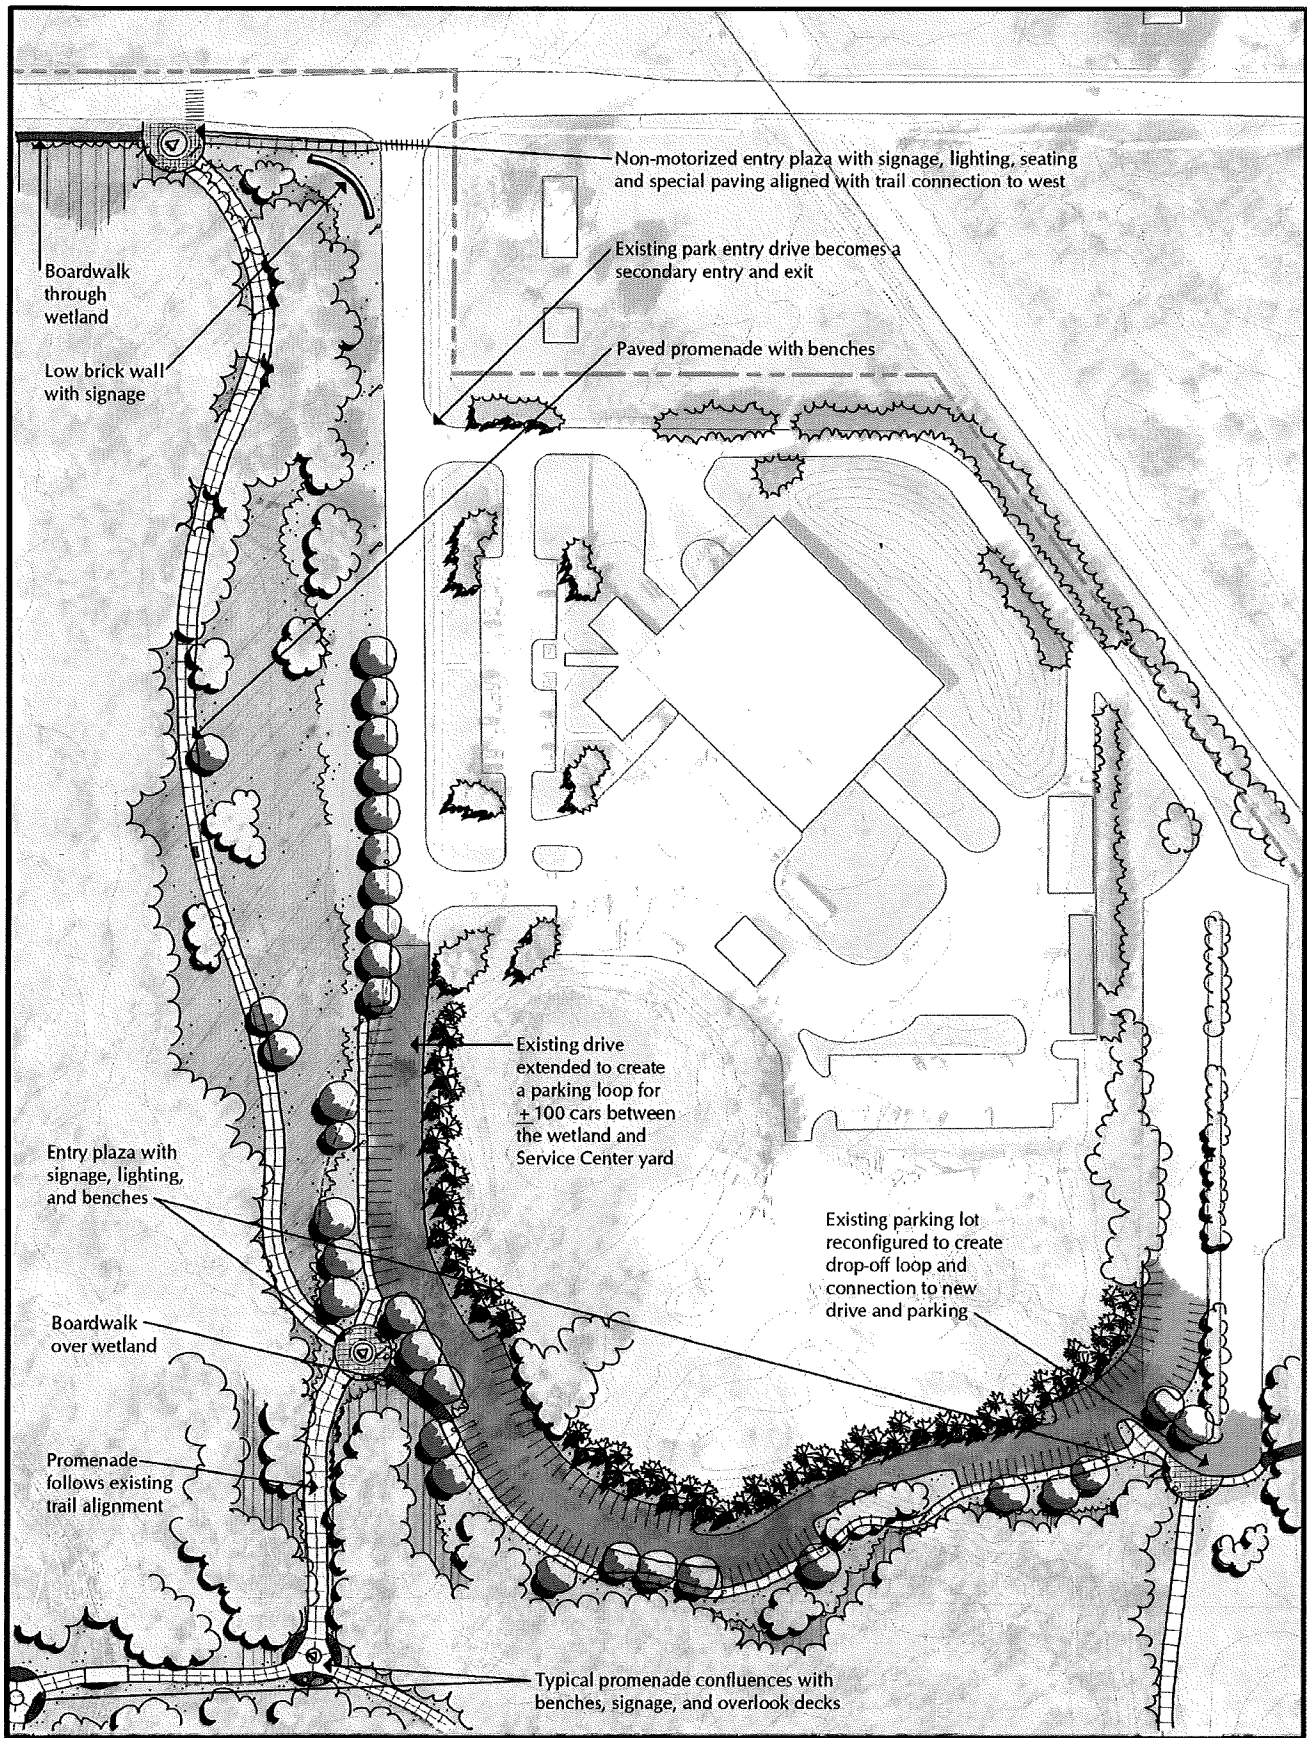 Non-motorized entry plaza with signage, lighting, seating
and special paving aligned with trail connection to west
Existing park entry drive becomes a
secondary entry and exit
Boardwalk
through
wetland
Paved promenade with benches
Low brick wall
with signage
Existing drive
extended to create
a parking loop for
±100 cars between
the wetland and
Service Center yard
Entry plaza with
signage, lighting,
and benches
Existing parking lot
reconfigured to create
drop-off loop and
connection to new
drive and parking
Boardwalk
over wetland
Promenade
follows existing
trail alignment
Typical promenade confluences with
benches, signage, and overlook decks